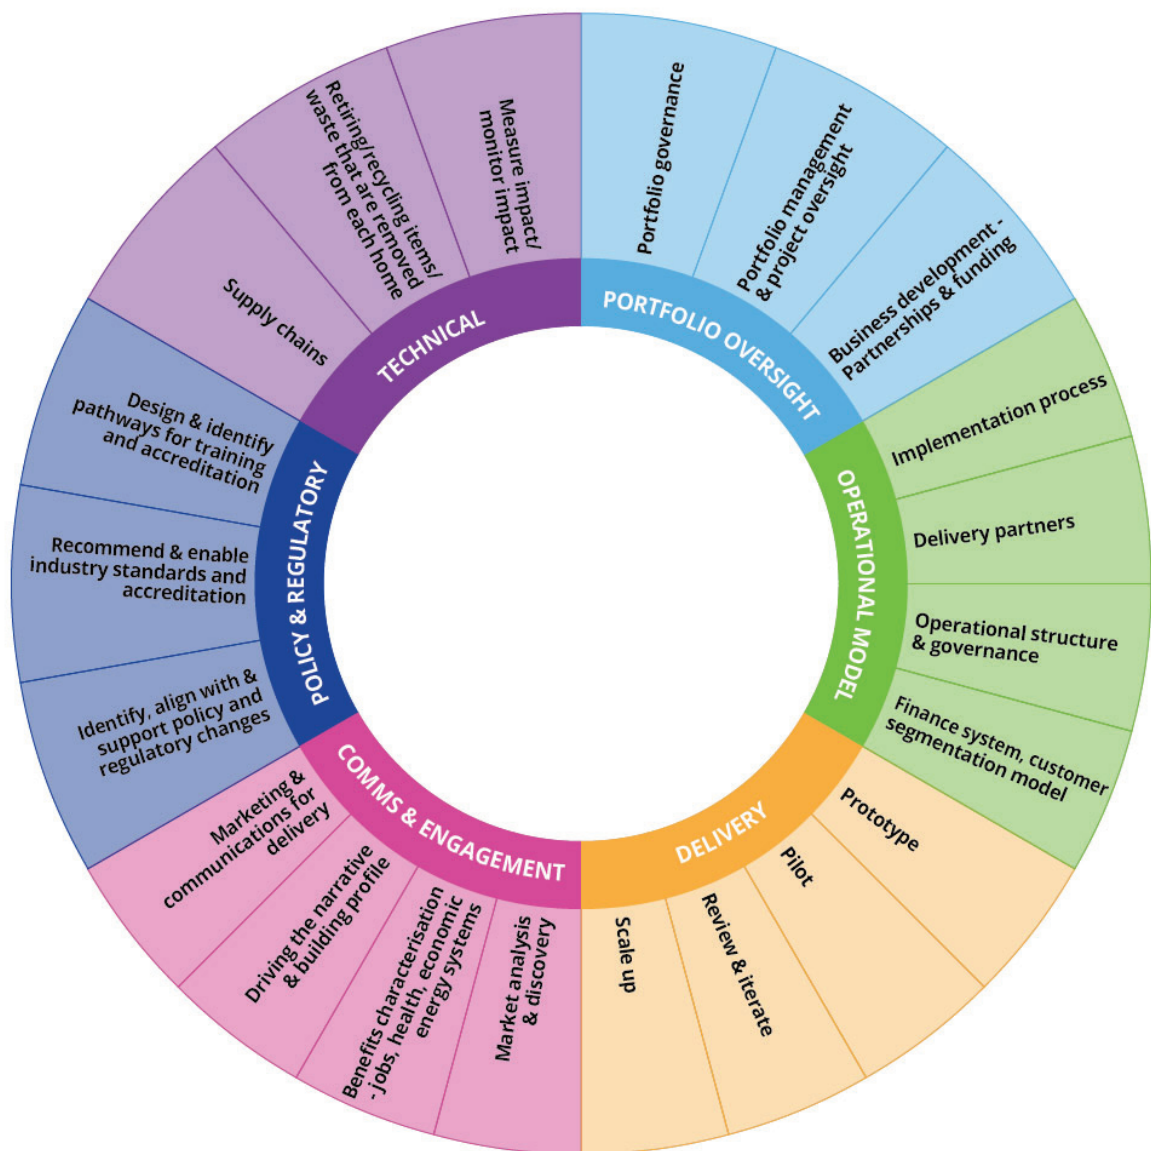 PORTFOLIO OVERSIGHT
Portfolio governance
Portfolio management
& project oversight
Business development -
Partnerships & funding
OPERATIONAL MODEL
Implementation process
Delivery partners
Operational structure
& governance
Finance system, customer
segmentation model
DELIVERY
Prototype
Pilot
Review & iterate
Scale up
COMMS & ENGAGEMENT
Market analysis
& discovery
Benefits characterisation
- jobs, health, economic
energy systems
Driving the narrative
& building profile
Marketing &
communications for
delivery
POLICY & REGULATORY
Identify, align with &
support policy and
regulatory changes
Recommend & enable
industry standards and
accreditation
Design & identify
pathways for training
and accreditation
TECHNICAL
Supply chains
Retiring/recycling items/
waste that are removed
from each home
Measure impact/
monitor impact